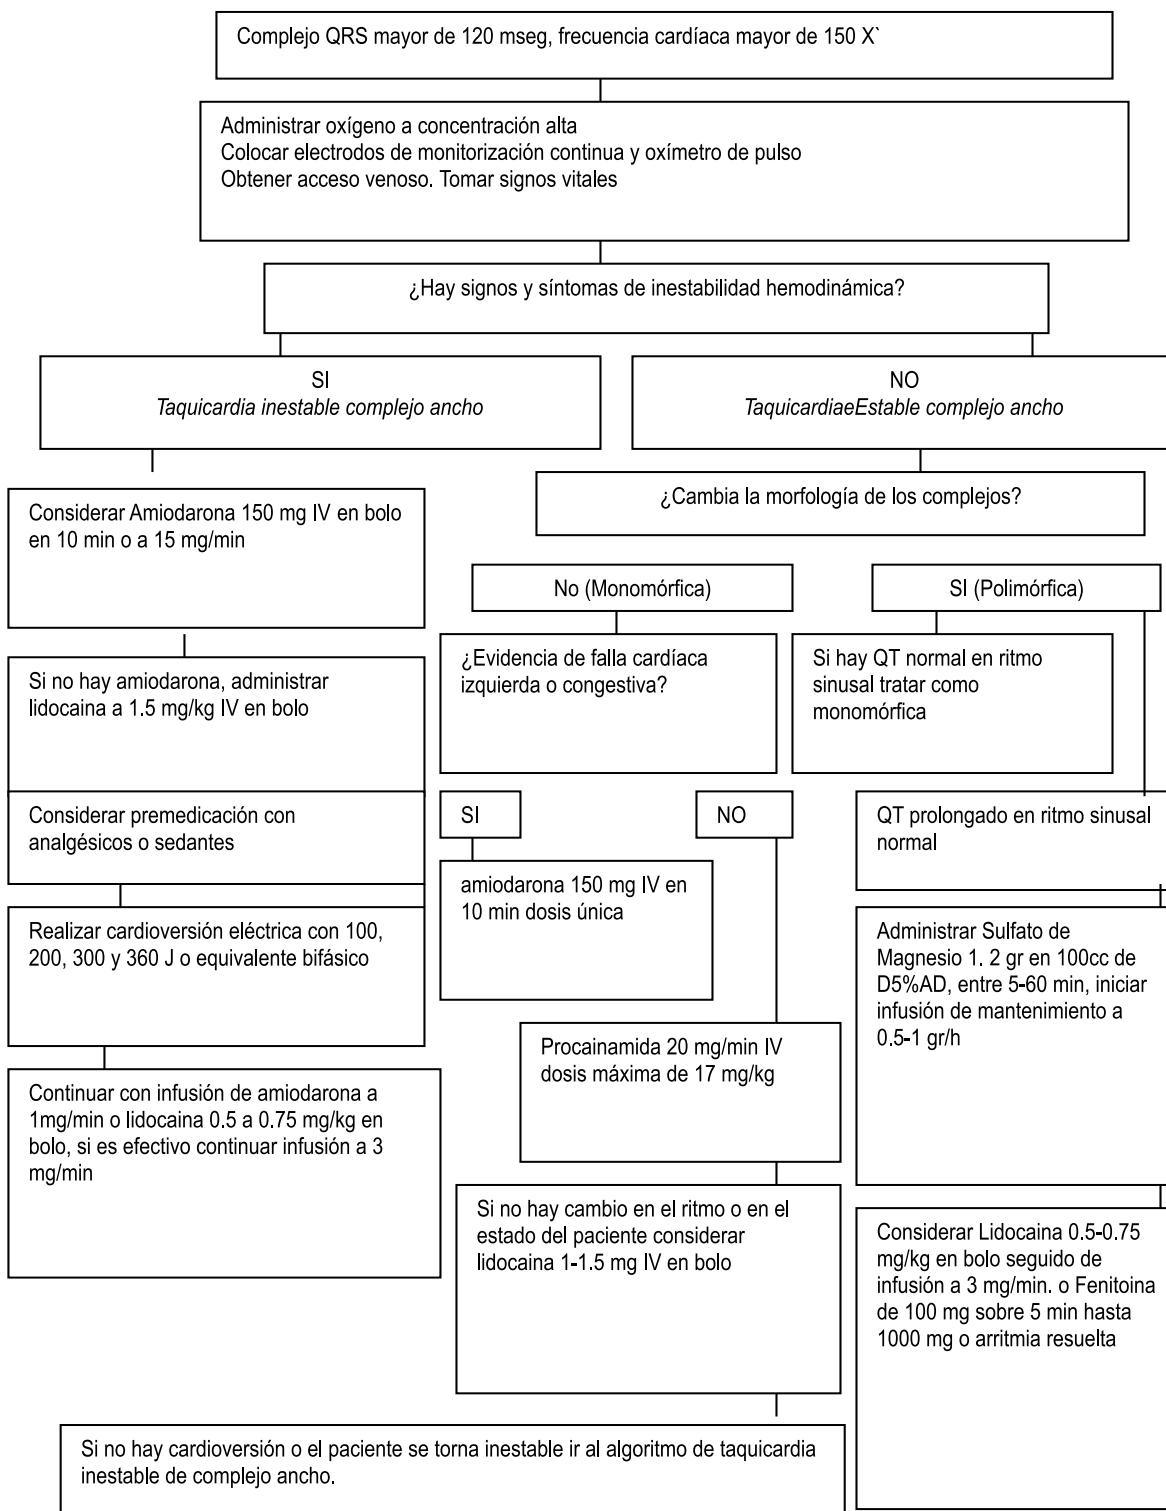 Complejo QRS mayor de 120 mseg, frecuencia cardíaca mayor de 150 X`
Administrar oxígeno a concentración alta
Colocar electrodos de monitorización continua y oxímetro de pulso
Obtener acceso venoso. Tomar signos vitales
¿Hay signos y síntomas de inestabilidad hemodinámica?
SI
Taquicardia inestable complejo ancho
NO
TaquicardiaeEstable complejo ancho
Considerar Amiodarona 150 mg IV en bolo
en 10 min o a 15 mg/min
Si no hay amiodarona, administrar
lidocaina a 1.5 mg/kg IV en bolo
Considerar premedicación con
analgésicos o sedantes
Realizar cardioversión eléctrica con 100,
200, 300 y 360 J o equivalente bifásico
Continuar con infusión de amiodarona a
1mg/min o lidocaina 0.5 a 0.75 mg/kg en
bolo, si es efectivo continuar infusión a 3
mg/min
¿Cambia la morfología de los complejos?
No (Monomórfica)
¿Evidencia de falla cardíaca
izquierda o congestiva?
SI
amiodarona 150 mg IV en
10 min dosis única
NO
Procainamida 20 mg/min IV
dosis máxima de 17 mg/kg
Si no hay cambio en el ritmo o en el
estado del paciente considerar
lidocaina 1-1.5 mg IV en bolo
SI (Polimórfica)
Si hay QT normal en ritmo
sinusal tratar como
monomórfica
QT prolongado en ritmo sinusal
normal
Administrar Sulfato de
Magnesio 1. 2 gr en 100cc de
D5%AD, entre 5-60 min, iniciar
infusión de mantenimiento a
0.5-1 gr/h
Considerar Lidocaina 0.5-0.75
mg/kg en bolo seguido de
infusión a 3 mg/min. o Fenitoina
de 100 mg sobre 5 min hasta
1000 mg o arritmia resuelta
Si no hay cardioversión o el paciente se torna inestable ir al algoritmo de taquicardia
inestable de complejo ancho.